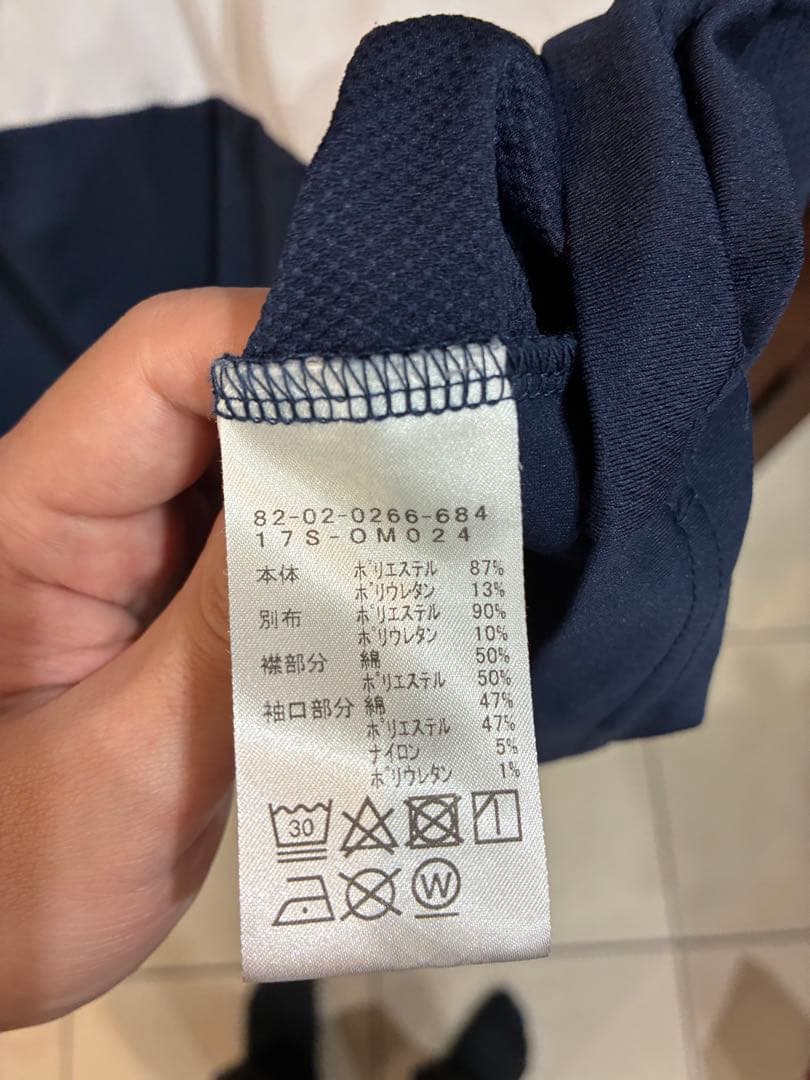 82-02-0266-684
17S-OM024
本体 ポリエステル 87%
ポリウレタン 13%
別布 ポリエステル 90%
ポリウレタン 10%
襟部分 綿 50%
ポリエステル 50%
袖口部分 綿 47%
ポリエステル 47%
ナイロン 5%
ポリウレタン 1%
30
W